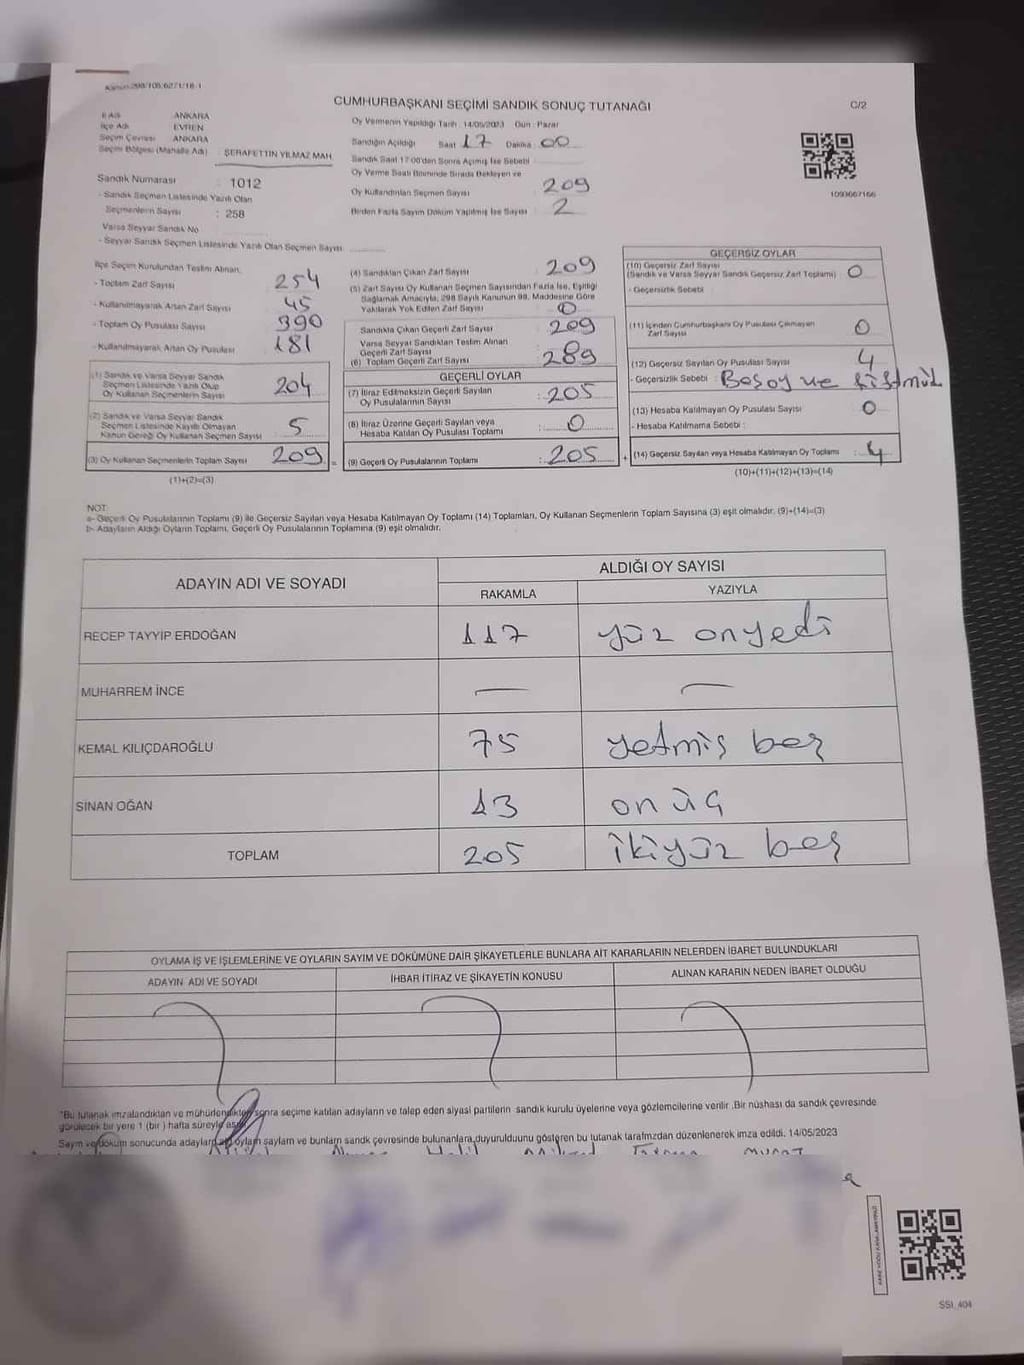 CUMHURBAŞKANI SEÇİMİ SANDIK SONUÇ TUTANAĞI
C/2
İl Adı : ANKARA
İlçe Adı : EVREN
Seçim Çevresi : ANKARA
Seçim Bölgesi (Mahalle Adı) : ŞERAFETTİN YILMAZ MAH.
Sandık Numarası : 1012
- Sandık Seçmen Listesinde Yazılı Olan
Seçmenlerin Sayısı : 258
Varsa Seyyar Sandık No
- Seyyar Sandık Seçmen Listesinde Yazılı Olan Seçmen Sayısı
Oy Vermenin Yapıldığı Tarih : 14/05/2023 Gün : Pazar
Sandığın Açıldığı Saat 17 Dakika 00
Sandık Saat 17:00'den Sonra Açılmış İse Sebebi
Oy Verme Saati Bitiminde Sırada Bekleyen ve
Oy Kullandırılan Seçmen Sayısı 209
Birden Fazla Sayım Döküm Yapılmış İse Sayısı 2
1093667166
İlçe Seçim Kurulundan Teslim Alınan;
- Toplam Zarf Sayısı 254
- Kullanılmayarak Artan Zarf Sayısı 45
- Toplam Oy Pusulası Sayısı 390
- Kullanılmayarak Artan Oy Pusulası 181
(1) Sandık ve Varsa Seyyar Sandık
Seçmen Listesinde Yazılı Olup
Oy Kullanan Seçmenlerin Sayısı 204
(2) Sandık ve Varsa Seyyar Sandık
Seçmen Listesinde Kayıtlı Olmayan
Kanun Gereği Oy Kullanan Seçmen Sayısı 5
(3) Oy Kullanan Seçmenlerin Toplam Sayısı 209
(1)+(2)=(3)
(4) Sandıktan Çıkan Zarf Sayısı 209
(5) Zarf Sayısı Oy Kullanan Seçmen Sayısından Fazla İse, Eşitliği
Sağlamak Amacıyla, 298 Sayılı Kanunun 98. Maddesine Göre
Yakılarak Yok Edilen Zarf Sayısı 0
Sandıkta Çıkan Geçerli Zarf Sayısı 209
Varsa Seyyar Sandıktan Teslim Alınan
Geçerli Zarf Sayısı
(6) Toplam Geçerli Zarf Sayısı 289
GEÇERLİ OYLAR
(7) İtiraz Edilmeksizin Geçerli Sayılan
Oy Pusulalarının Sayısı : 205
(8) İtiraz Üzerine Geçerli Sayılan veya
Hesaba Katılan Oy Pusulası Toplamı : 0
= (9) Geçerli Oy Pusulalarının Toplamı : 205
GEÇERSİZ OYLAR
(10) Geçersiz Zarf Sayısı
(Sandık ve Varsa Seyyar Sandık Geçersiz Zarf Toplamı) 0
- Geçersizlik Sebebi :
(11) İçinden Cumhurbaşkanı Oy Pusulası Çıkmayan
Zarf Sayısı 0
(12) Geçersiz Sayılan Oy Pusulası Sayısı 4
- Geçersizlik Sebebi : Boş oy ve
(13) Hesaba Katılmayan Oy Pusulası Sayısı 0
- Hesaba Katılmama Sebebi :
+ (14) Geçersiz Sayılan veya Hesaba Katılmayan Oy Toplamı : 4
(10)+(11)+(12)+(13)=(14)
NOT:
a- Geçerli Oy Pusulalarının Toplamı (9) ile Geçersiz Sayılan veya Hesaba Katılmayan Oy Toplamı (14) Toplamları, Oy Kullanan Seçmenlerin Toplam Sayısına (3) eşit olmalıdır. (9)+(14)=(3)
b- Adayların Aldığı Oyların Toplamı, Geçerli Oy Pusulalarının Toplamına (9) eşit olmalıdır.
ADAYIN ADI VE SOYADI
ALDIĞI OY SAYISI
RAKAMLA YAZIYLA
RECEP TAYYİP ERDOĞAN 117 yüz onyedi
MUHARREM İNCE — —
KEMAL KILIÇDAROĞLU 75 yetmiş beş
SİNAN OĞAN 13 on üç
TOPLAM 205 ikiyüz beş
OYLAMA İŞ VE İŞLEMLERİNE VE OYLARIN SAYIM VE DÖKÜMÜNE DAİR ŞİKAYETLERLE BUNLARA AİT KARARLARIN NELERDEN İBARET BULUNDUKLARI
ADAYIN ADI VE SOYADI
İHBAR İTİRAZ VE ŞİKAYETİN KONUSU
ALINAN KARARIN NEDEN İBARET OLDUĞU
"Bu tutanak imzalandıktan ve mühürlendikten sonra seçime katılan adayların ve talep eden siyasi partilerin sandık kurulu üyelerine veya gözlemcilerine verilir. Bir nüshası da sandık çevresinde
görülecek bir yere 1 (bir) hafta süreyle asılır.
Sayım ve döküm sonucunda adayların oyların sayıları ve bunların sandık çevresinde bulunanlara duyurulduunu gösteren bu tutanak tarafımızdan düzenlenerek imza edildi. 14/05/2023
SSI_404